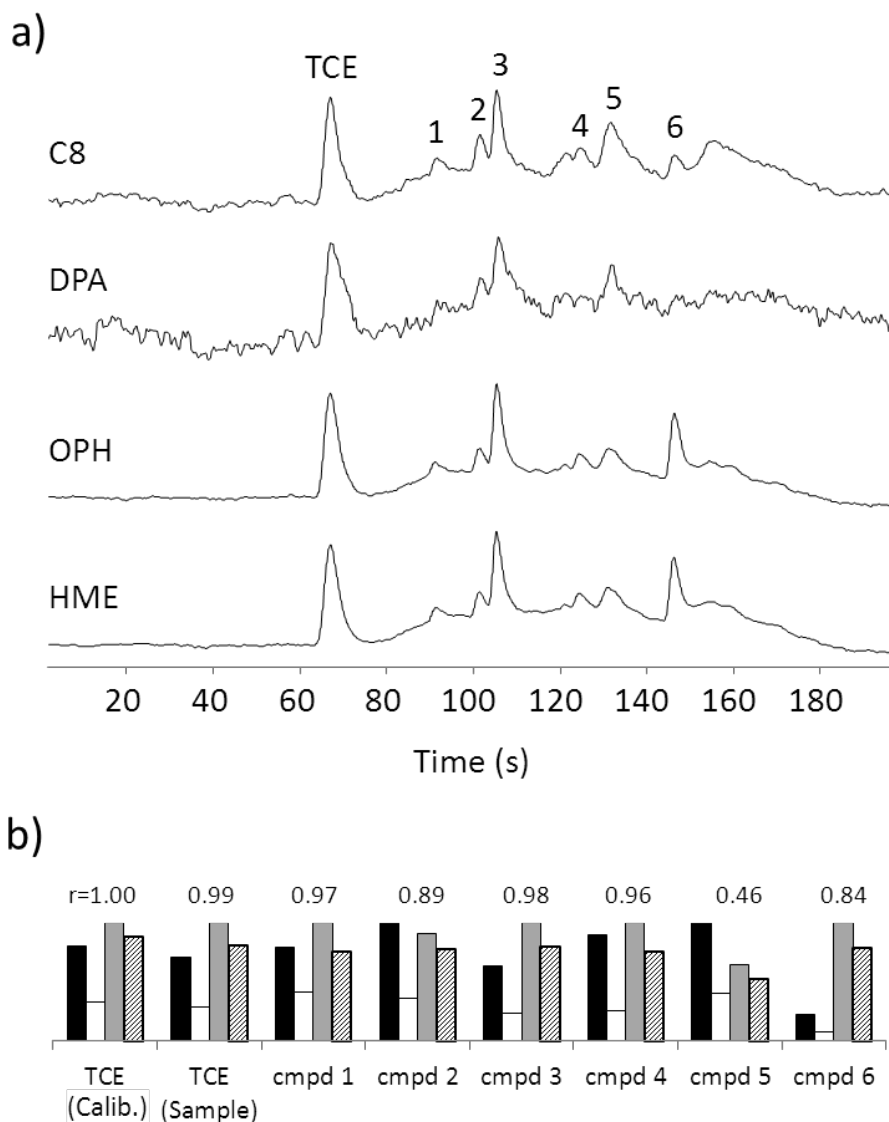 a)
TCE
3
1
2
4
5
6
C8
DPA
OPH
HME
20 40 60 80 100 120 140 160 180
Time (s)
b)
r=1.00 0.99 0.97 0.89 0.98 0.96 0.46 0.84
TCE TCE cmpd 1 cmpd 2 cmpd 3 cmpd 4 cmpd 5 cmpd 6
(Calib.) (Sample)